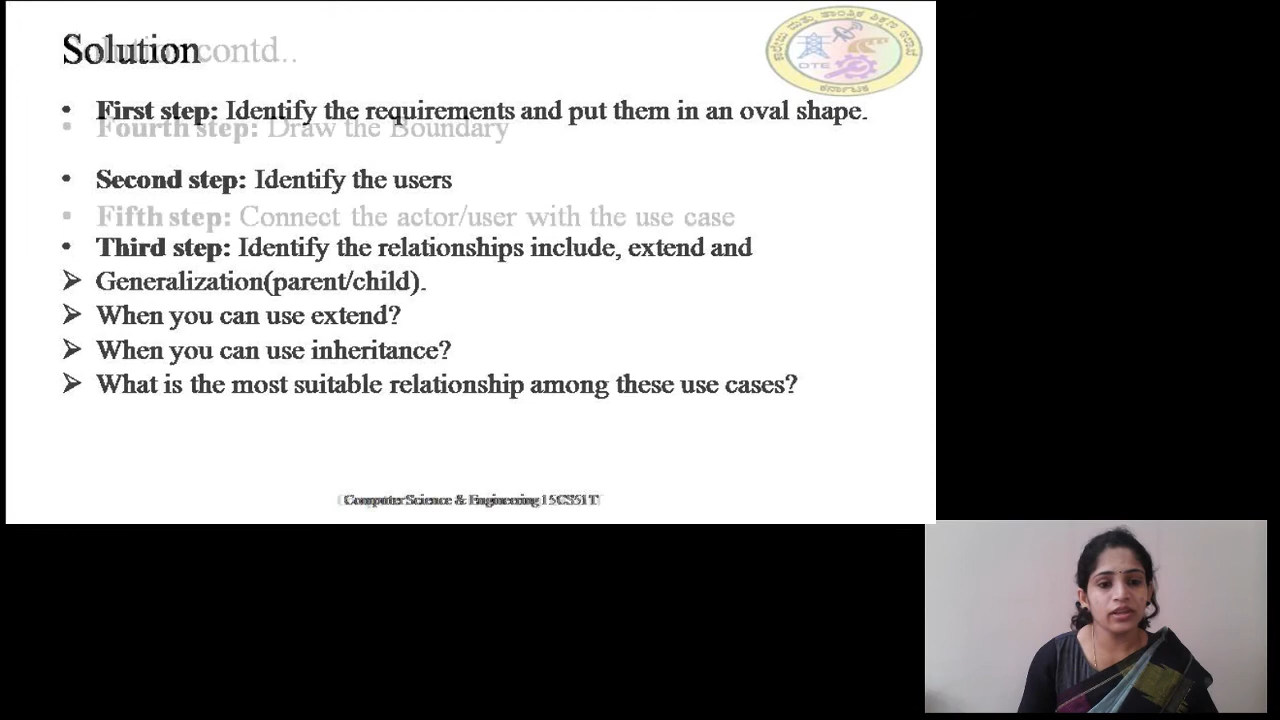 Solution
contd..
First step: Identify the requirements and put them in an oval shape.
Fourth step: Draw the Boundary
Second step: Identify the users
Fifth step: Connect the actor/user with the use case
Third step: Identify the relationships include, extend and
Generalization(parent/child).
When you can use extend?
When you can use inheritance?
What is the most suitable relationship among these use cases?
Computer Science & Engineering 15CS51T
DTE
ಕರ್ನಾಟಕ